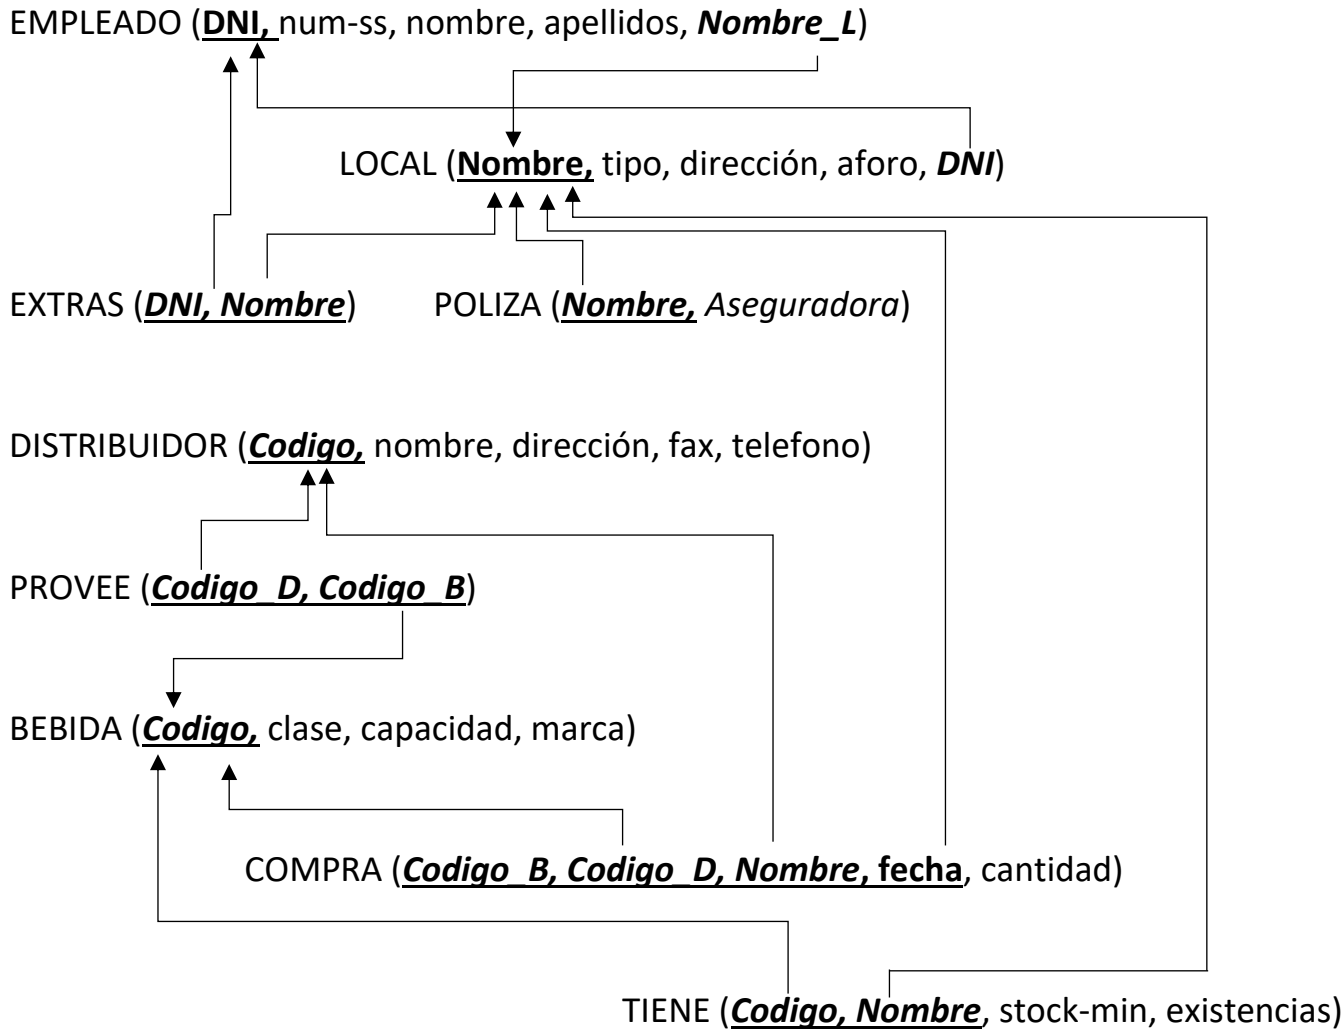 EMPLEADO (DNI, num-ss, nombre, apellidos, Nombre_L)
LOCAL (Nombre, tipo, dirección, aforo, DNI)
EXTRAS (DNI, Nombre) POLIZA (Nombre, Aseguradora)
DISTRIBUIDOR (Codigo, nombre, dirección, fax, telefono)
PROVEE (Codigo_D, Codigo_B)
BEBIDA (Codigo, clase, capacidad, marca)
COMPRA (Codigo_B, Codigo_D, Nombre, fecha, cantidad)
TIENE (Codigo, Nombre, stock-min, existencias)